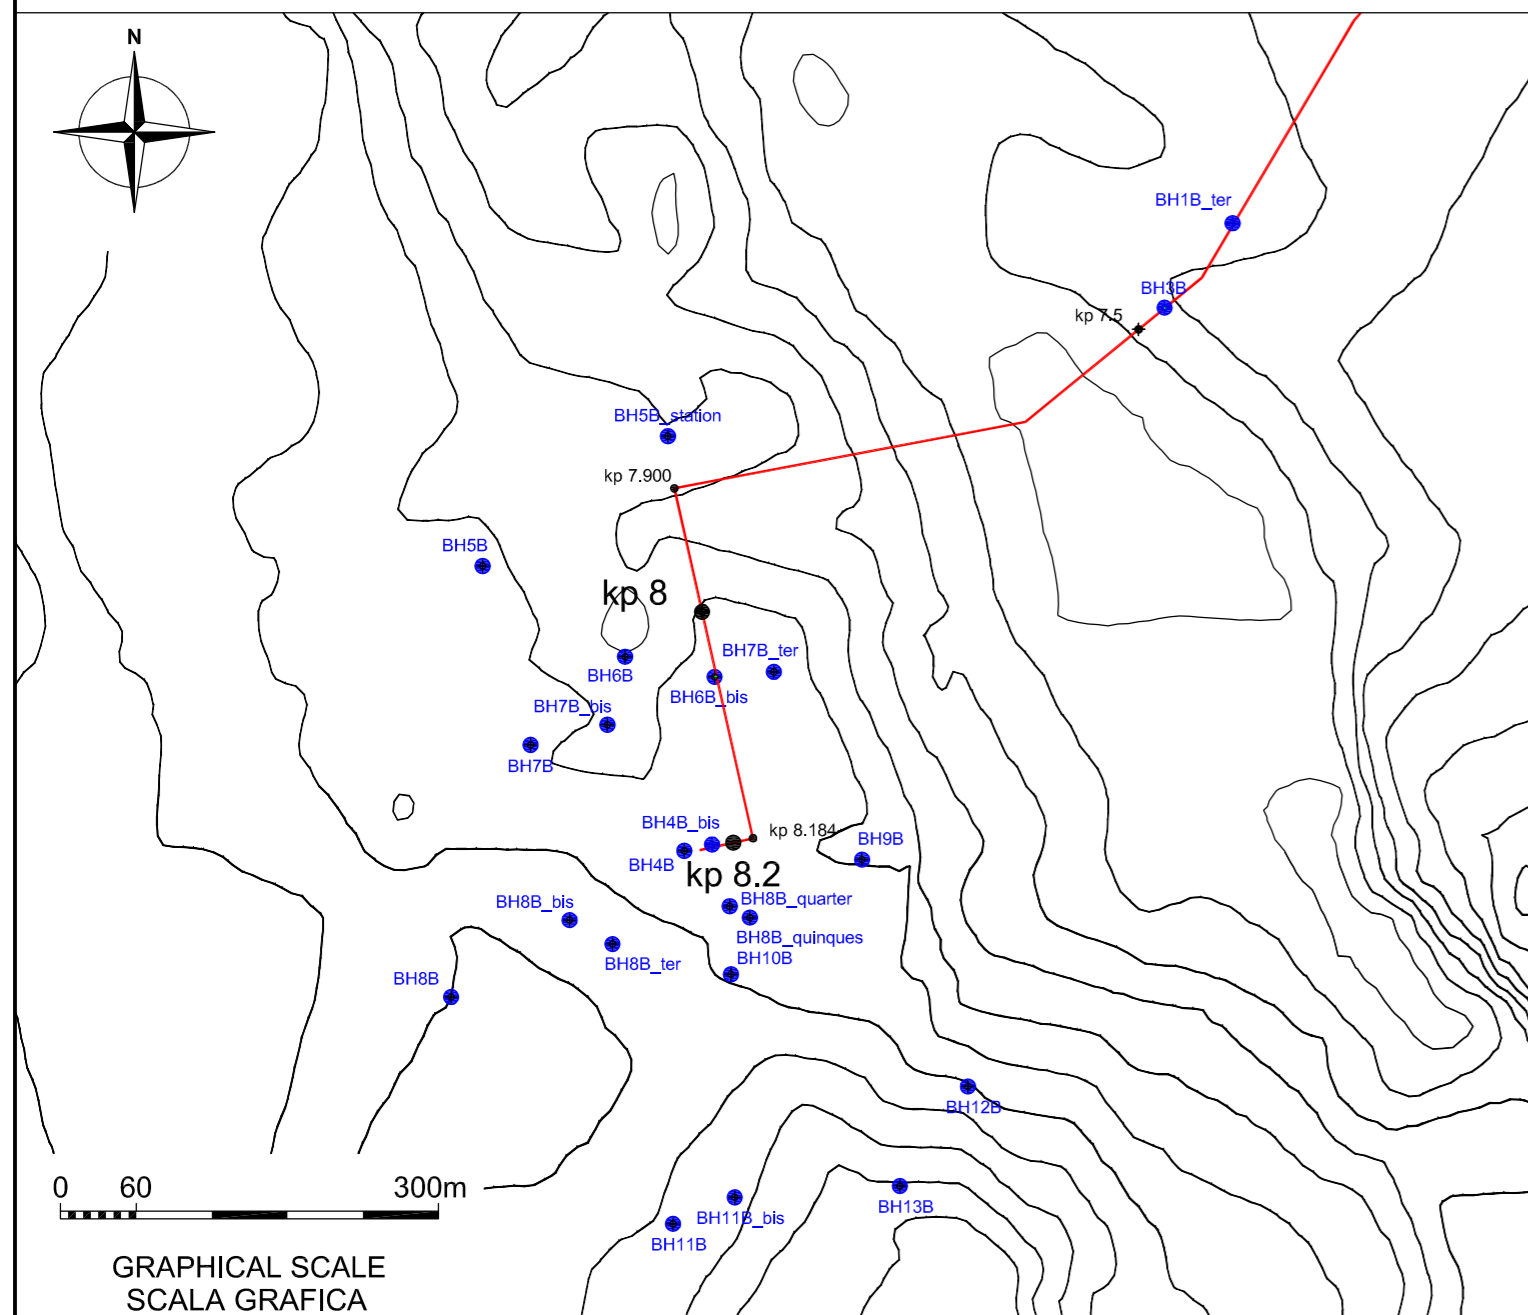 N
BH1B_ter
BH3B
kp 7.5
BH5B_station
kp 7.900
BH5B
kp 8
BH7B_ter
BH6B
BH6B_bis
BH7B_bis
BH7B
BH4B_bis
kp 8.184
BH9B
BH4B
kp 8.2
BH8B_bis
BH8B_quarter
BH8B_quinques
BH10B
BH8B_ter
BH8B
BH12B
BH13B
BH11B_bis
BH11B
0 60 300m
GRAPHICAL SCALE
SCALA GRAFICA